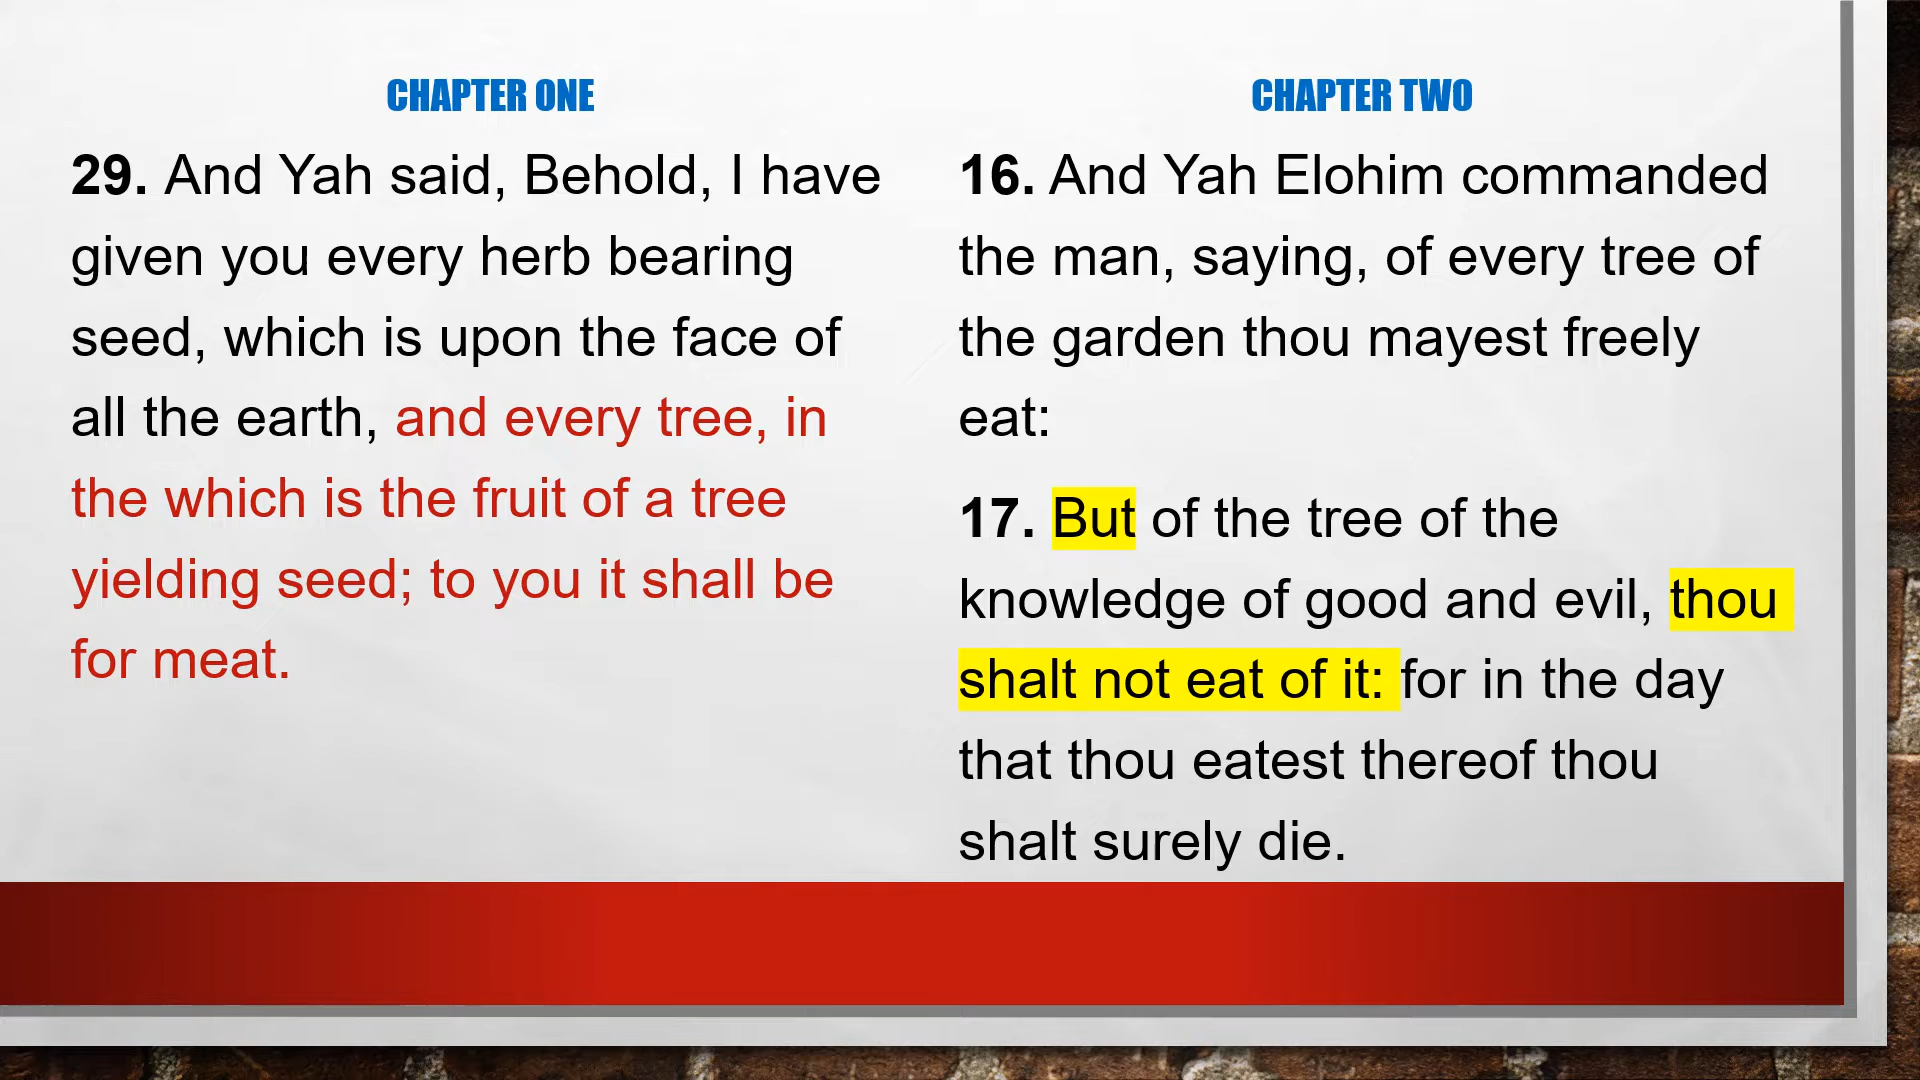 CHAPTER ONE
29. And Yah said, Behold, I have
given you every herb bearing
seed, which is upon the face of
all the earth, and every tree, in
the which is the fruit of a tree
yielding seed; to you it shall be
for meat.
CHAPTER TWO
16. And Yah Elohim commanded
the man, saying, of every tree of
the garden thou mayest freely
eat:
17. But of the tree of the
knowledge of good and evil, thou
shalt not eat of it: for in the day
that thou eatest thereof thou
shalt surely die.